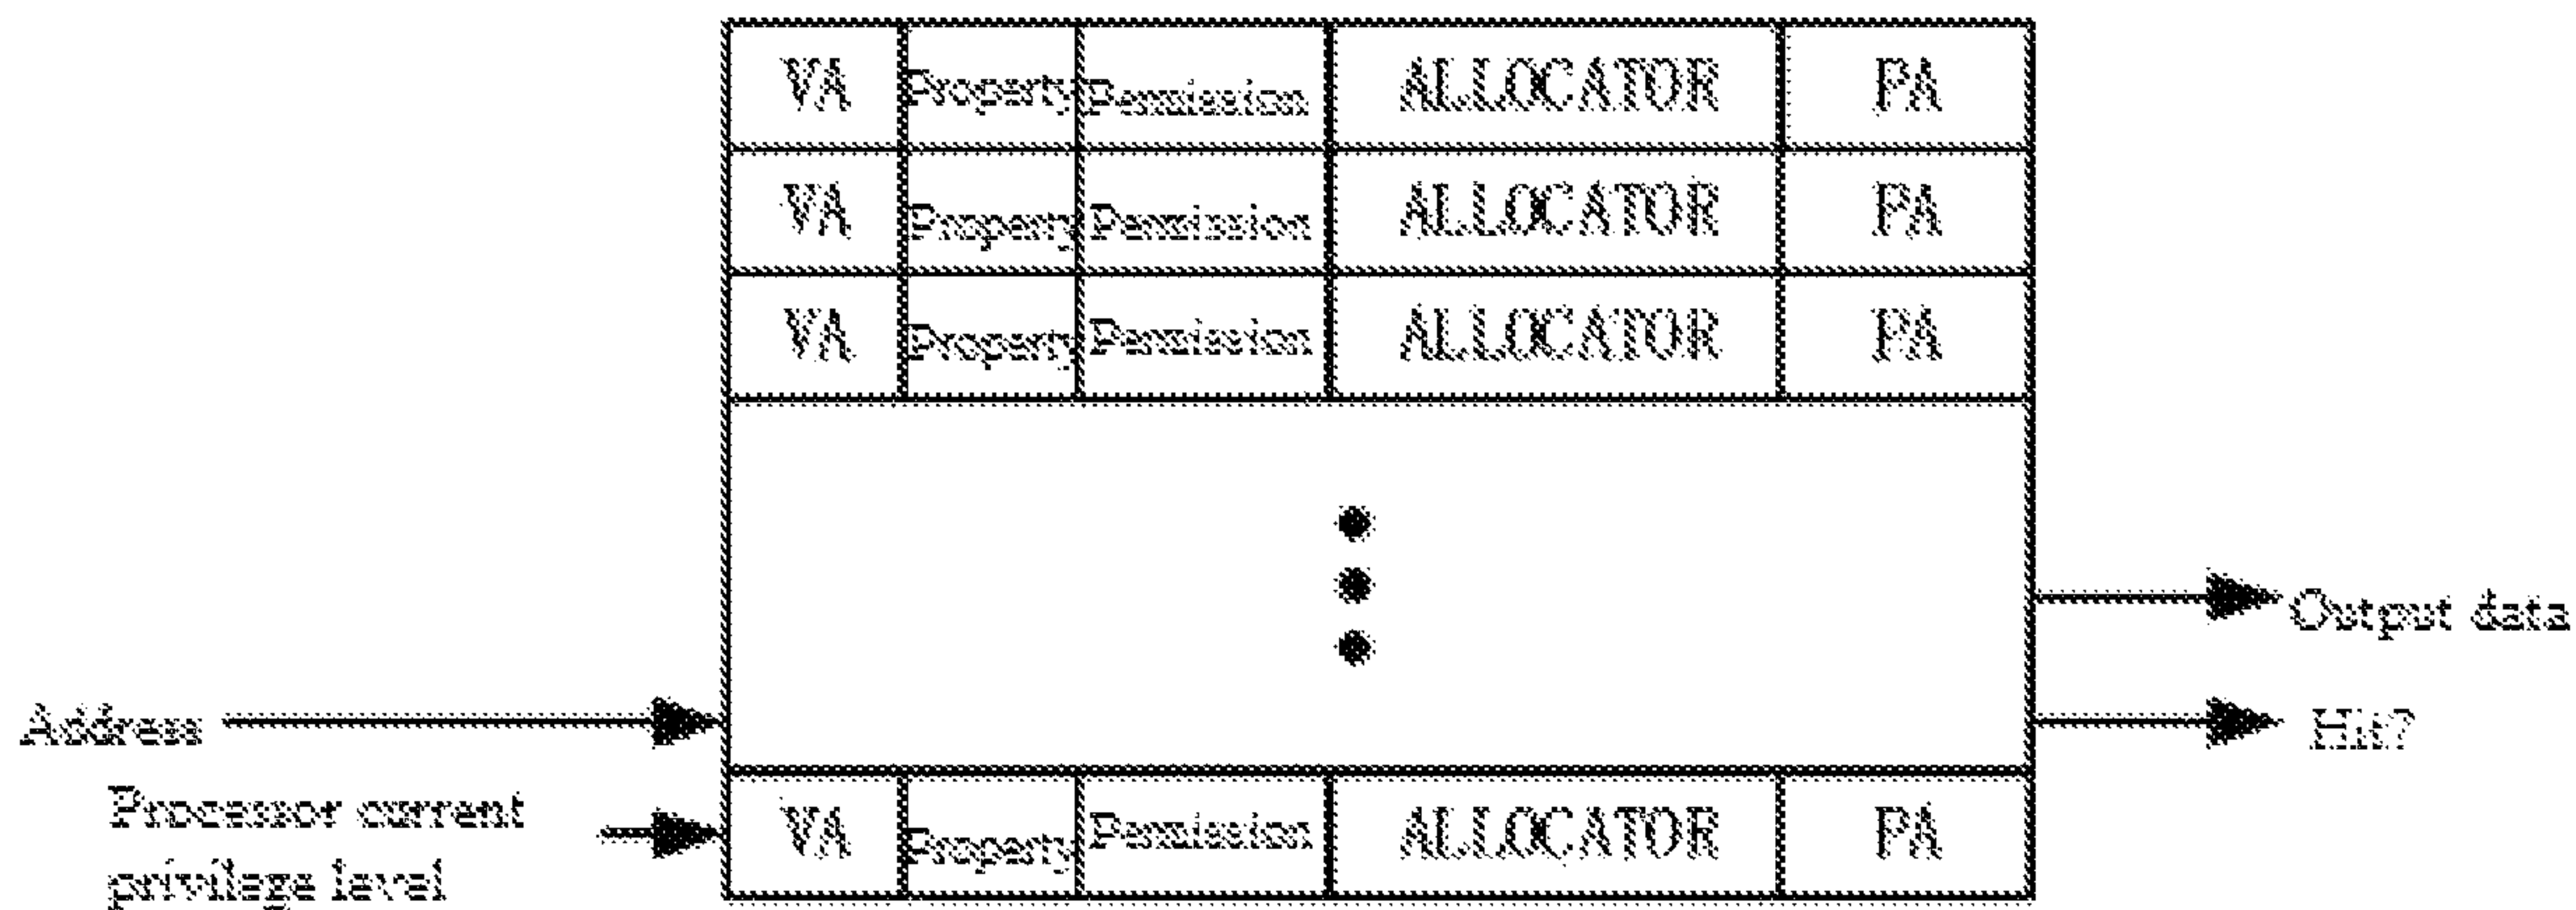 VA Property Permission ALLOCATOR PA
VA Property Permission ALLOCATOR PA
VA Property Permission ALLOCATOR PA
Output data
Address
Hit?
Processor current
privilege level
VA Property Permission ALLOCATOR PA